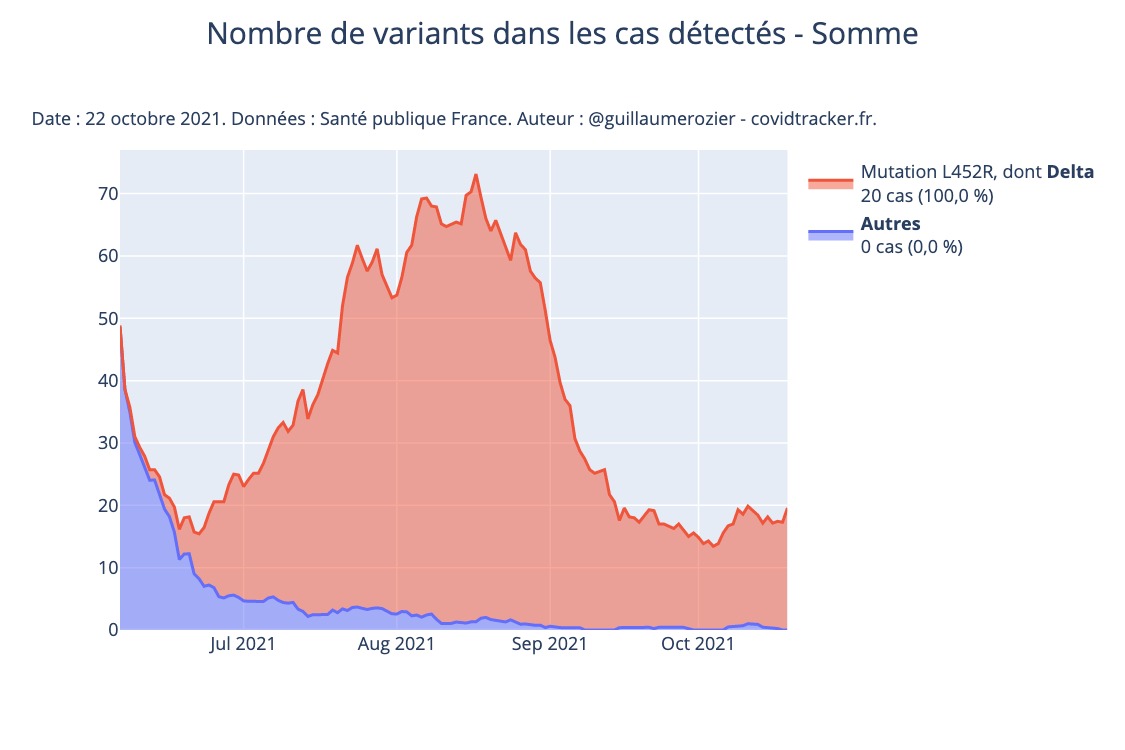 Nombre de variants dans les cas détectés - Somme
Date : 22 octobre 2021. Données : Santé publique France. Auteur : @guillaumerozier - covidtracker.fr.
Mutation L452R, dont Delta
20 cas (100,0 %)
Autres
0 cas (0,0 %)
70
60
50
40
30
20
10
0
Jul 2021 Aug 2021 Sep 2021 Oct 2021